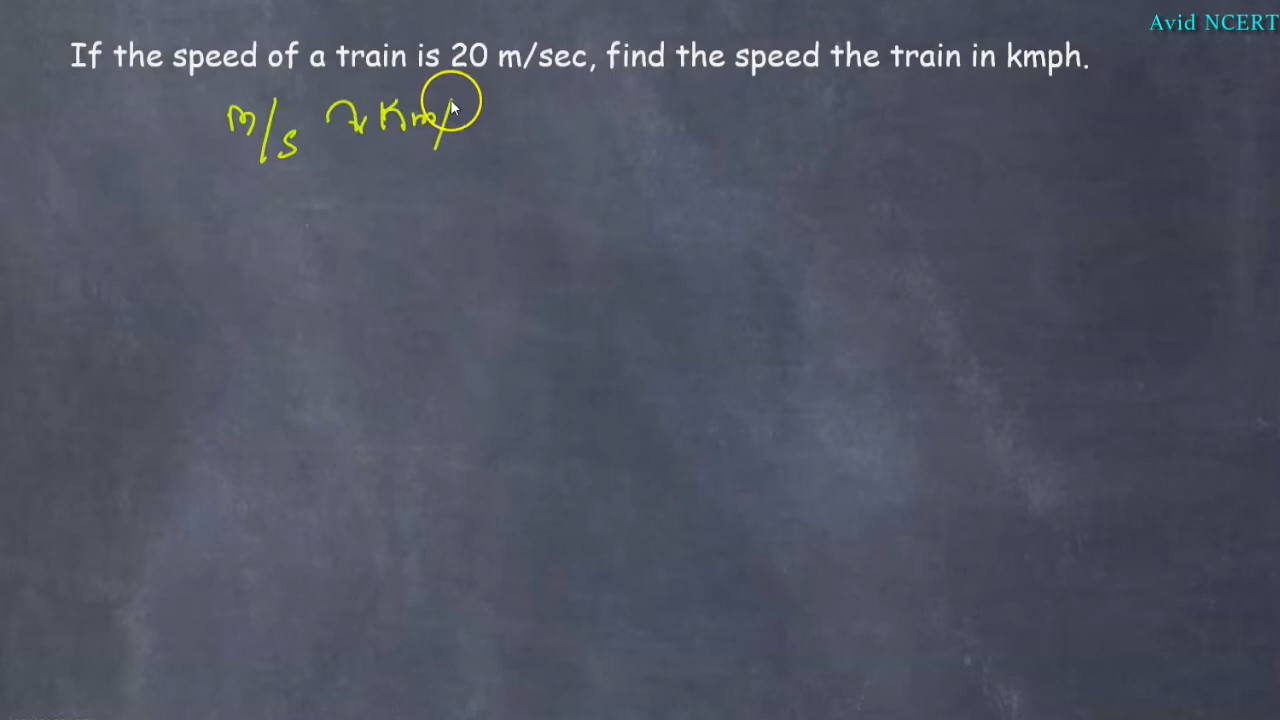 Avid NCERT
If the speed of a train is 20 m/sec, find the speed the train in kmph.
m/s Km/